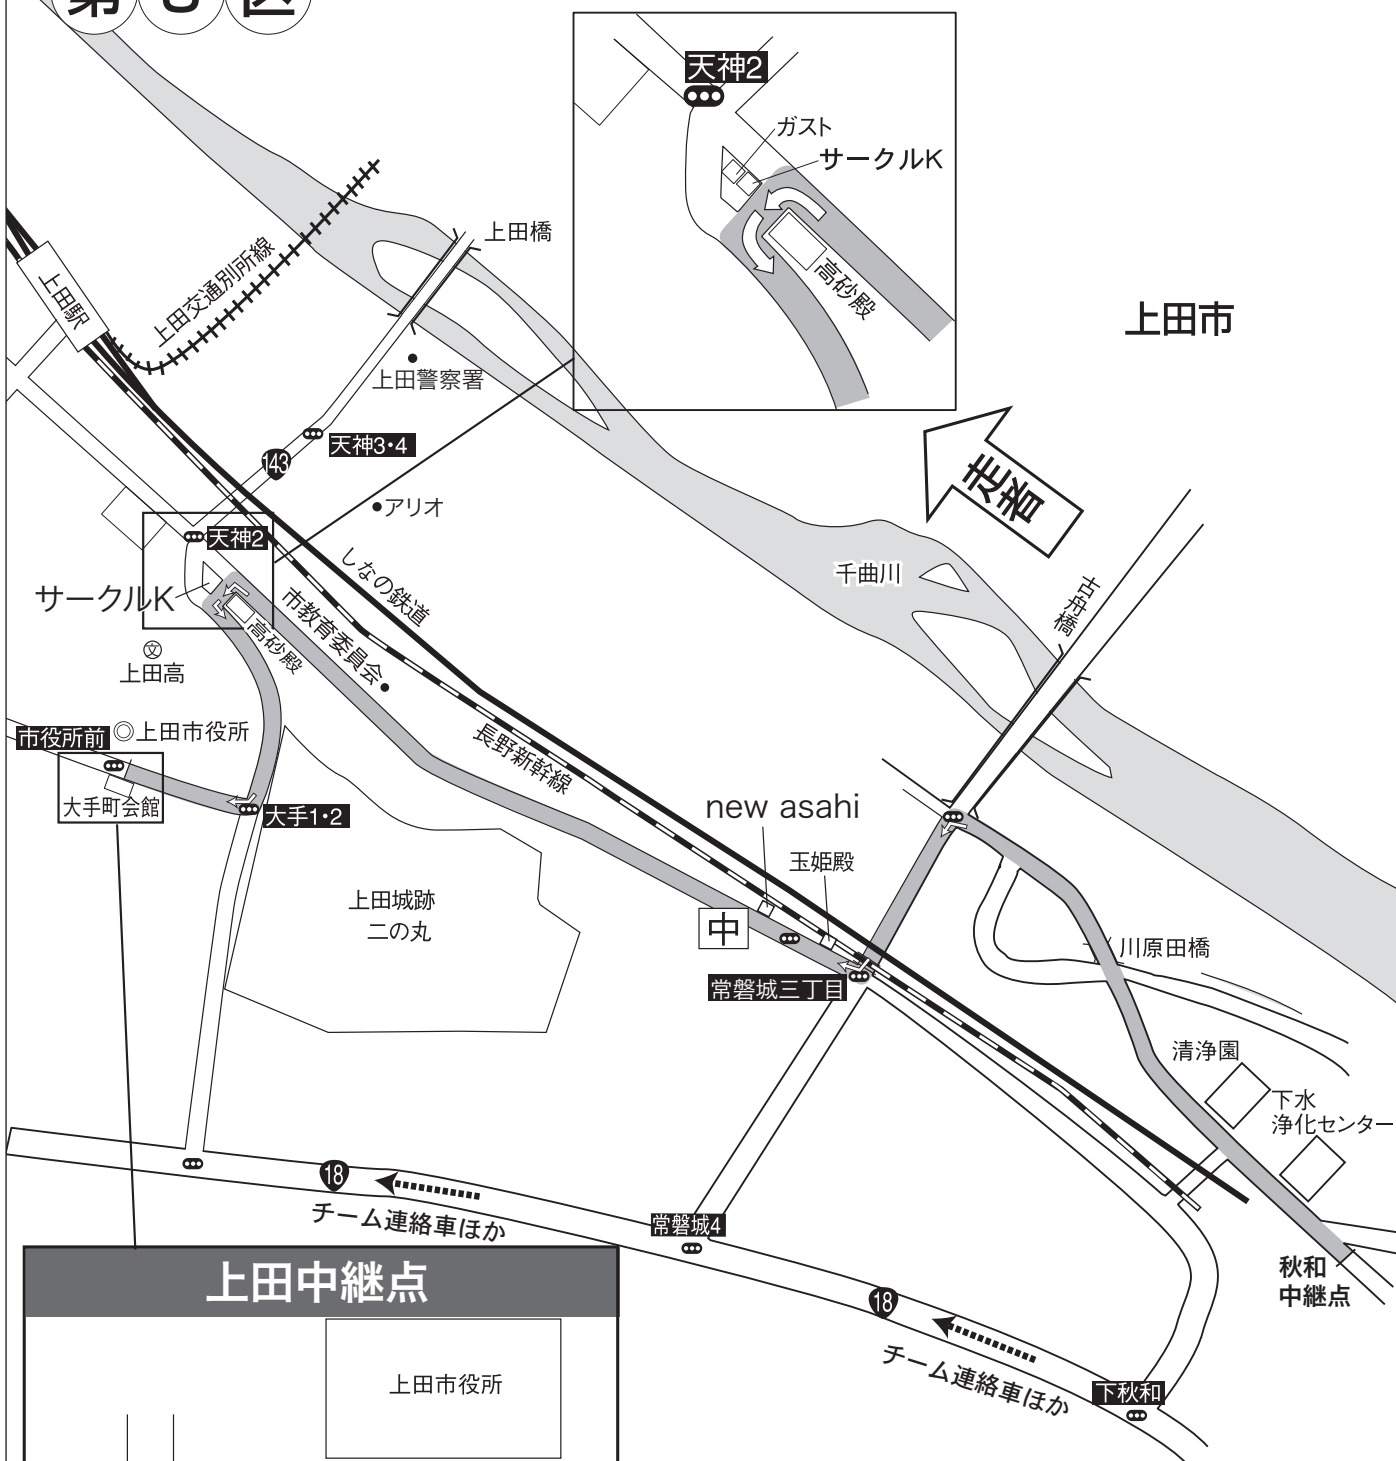 第七区
天神2
ガスト
サークルK
高砂殿
上田橋
上田市
上田駅
上田交通別所線
上田警察署
天神3・4
143
走者
アリオ
天神2
しなの鉄道
千曲川
古舟橋
サークルK
高砂殿
市教育委員会
文
上田高
市役所前
上田市役所
長野新幹線
大手町会館
大手1・2
new asahi
玉姫殿
上田城跡
二の丸
中
川原田橋
常磐城三丁目
清浄園
下水
浄化センター
18
チーム連絡車ほか
常磐城4
上田中継点
秋和
中継点
18
チーム連絡車ほか
上田市役所
下秋和